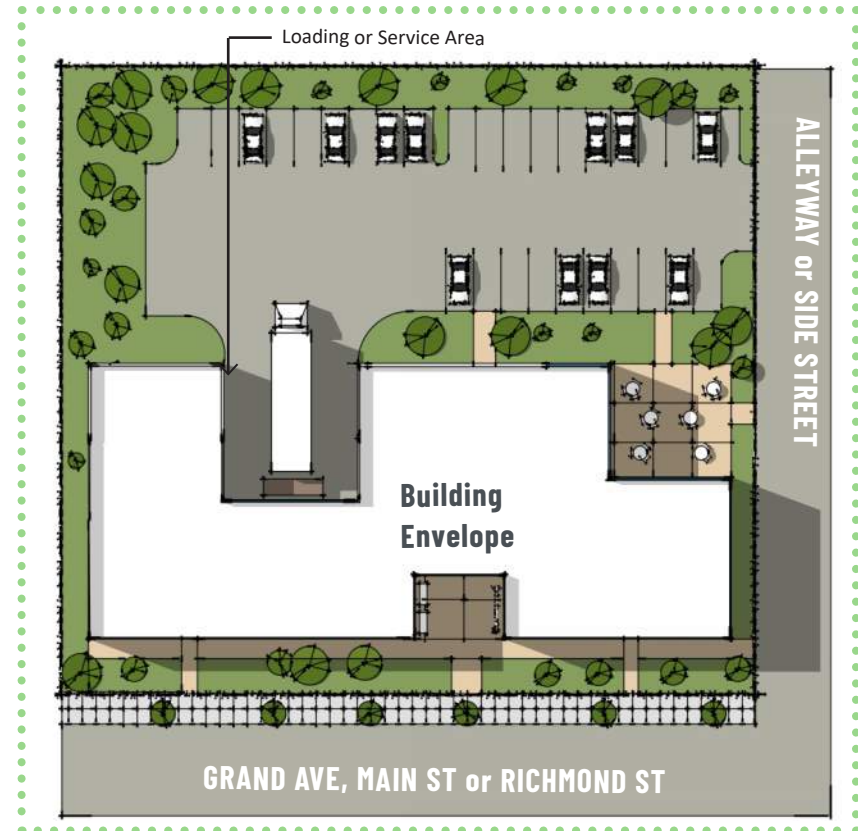 Loading or Service Area
ALLEYWAY or SIDE STREET
Building
Envelope
GRAND AVE, MAIN ST or RICHMOND ST